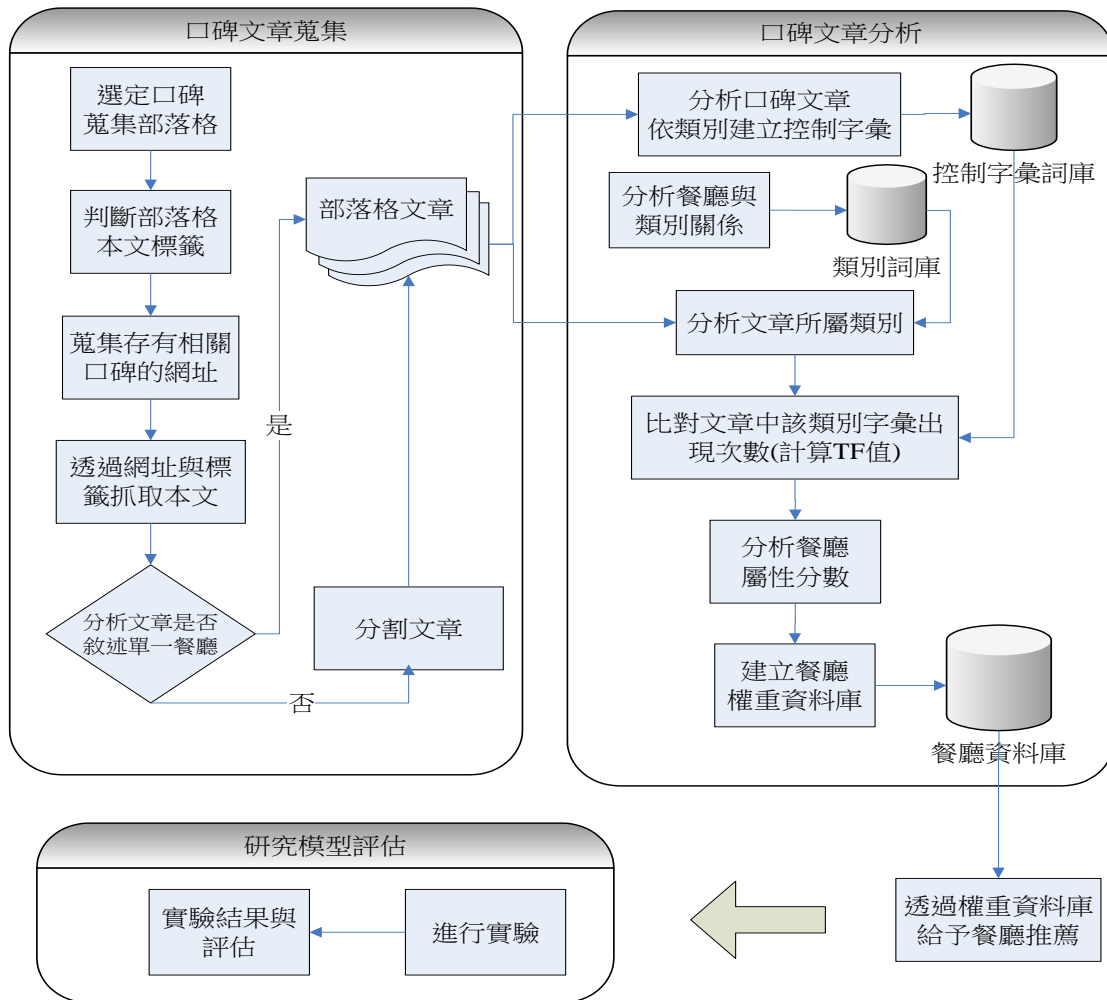 口碑文章蒐集
選定口碑
蒐集部落格
判斷部落格
本文標籤
蒐集存有相關
口碑的網址
透過網址與標
籤抓取本文
分析文章是否
敘述單一餐廳
是
否
部落格文章
分割文章
口碑文章分析
分析口碑文章
依類別建立控制字彙
控制字彙詞庫
分析餐廳與
類別關係
類別詞庫
分析文章所屬類別
比對文章中該類別字彙出
現次數(計算TF值)
分析餐廳
屬性分數
建立餐廳
權重資料庫
餐廳資料庫
透過權重資料庫
給予餐廳推薦
研究模型評估
實驗結果與
評估
進行實驗